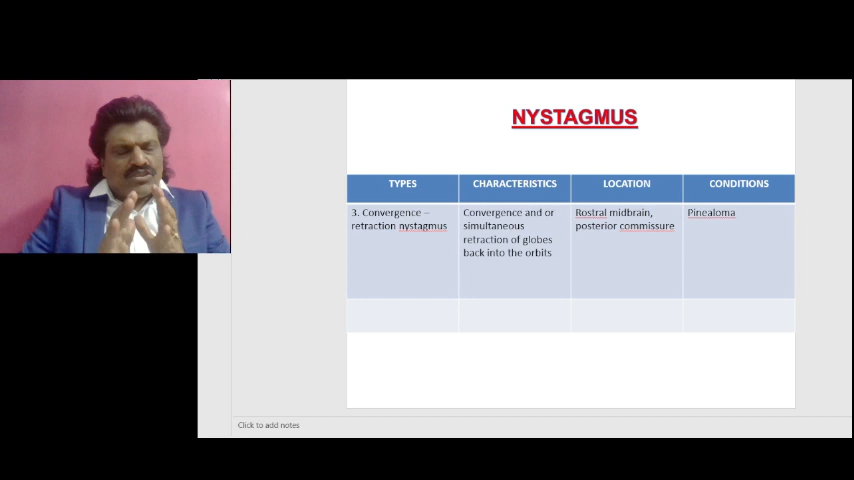 NYSTAGMUS
TYPES CHARACTERISTICS LOCATION CONDITIONS
3. Convergence –
retraction nystagmus
Convergence and or
simultaneous
retraction of globes
back into the orbits
Rostral midbrain,
posterior commissure
Pinealoma
Click to add notes